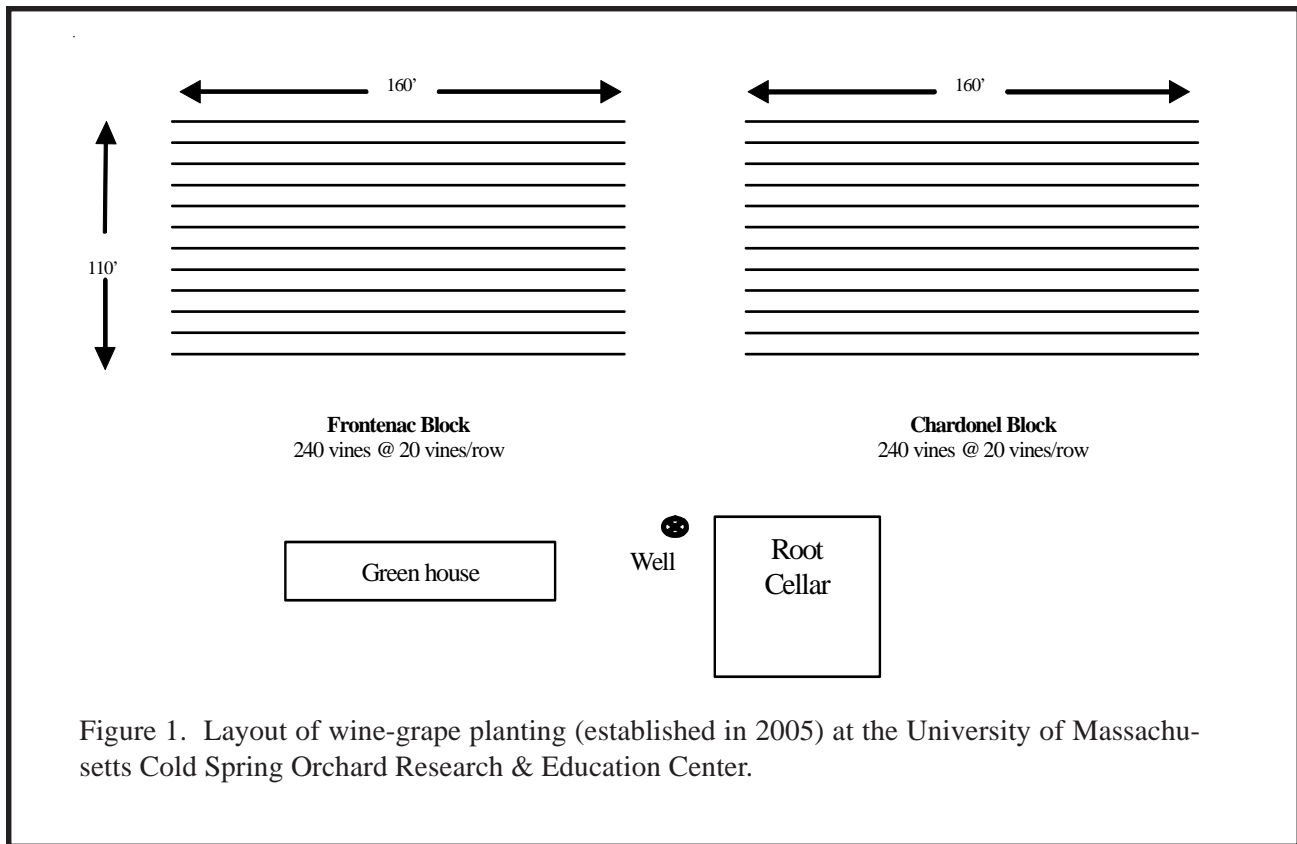 160’
160’
110’
Frontenac Block
240 vines @ 20 vines/row
Chardonel Block
240 vines @ 20 vines/row
Green house
Well
Root
Cellar
Figure 1. Layout of wine-grape planting (established in 2005) at the University of Massachu-
setts Cold Spring Orchard Research & Education Center.